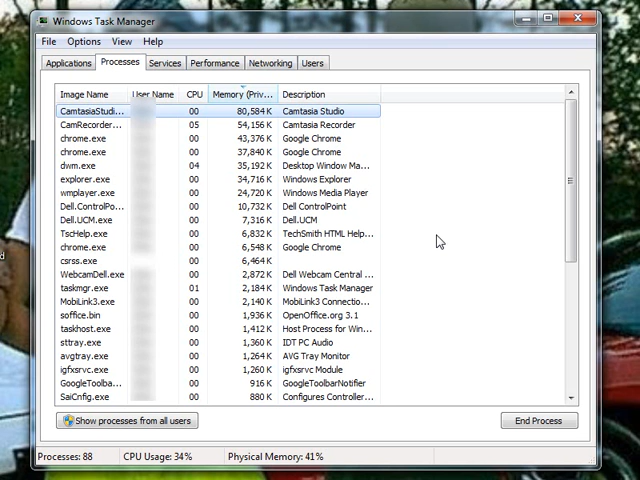 Windows Task Manager
File Options View Help
Applications Processes Services Performance Networking Users
Image Name User Name CPU Memory (Priv... Description
CamtasiaStudi... 00 80,584 K Camtasia Studio
CamRecorder... 05 54,156 K Camtasia Recorder
chrome.exe 00 43,376 K Google Chrome
chrome.exe 00 37,840 K Google Chrome
dwm.exe 04 35,192 K Desktop Window Ma...
explorer.exe 00 34,716 K Windows Explorer
wmplayer.exe 00 24,720 K Windows Media Player
Dell.ControlPo... 00 10,732 K Dell ControlPoint
Dell.UCM.exe 00 7,316 K Dell.UCM
TscHelp.exe 00 6,832 K TechSmith HTML Help...
chrome.exe 00 6,548 K Google Chrome
csrss.exe 00 6,464 K
WebcamDell.exe 00 2,872 K Dell Webcam Central ...
taskmgr.exe 01 2,184 K Windows Task Manager
MobiLink3.exe 00 2,140 K MobiLink3 Connectio...
soffice.bin 00 1,936 K OpenOffice.org 3.1
taskhost.exe 00 1,412 K Host Process for Win...
sttray.exe 00 1,360 K IDT PC Audio
avgtray.exe 00 1,264 K AVG Tray Monitor
igfxsrvc.exe 00 1,260 K igfxsrvc Module
GoogleToolba... 00 916 K GoogleToolbarNotifier
SaiCnfig.exe 00 880 K Configures Controller...
Show processes from all users End Process
Processes: 88 CPU Usage: 34% Physical Memory: 41%